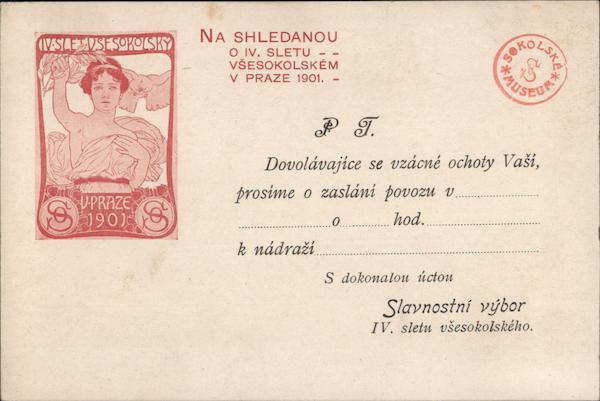 IV. SLET VŠESOKOLSKÝ
V PRAZE
1901
NA SHLEDANOU
O IV. SLETU - -
VŠESOKOLSKÉM
V PRAZE 1901. -
SOKOLSKÉ
MUSEUM
P. T.
Dovolávajíce se vzácné ochoty Vaší,
prosíme o zaslání povozu v
o hod.
k nádraží
S dokonalou úctou
Slavnostní výbor
IV. sletu všesokolského.